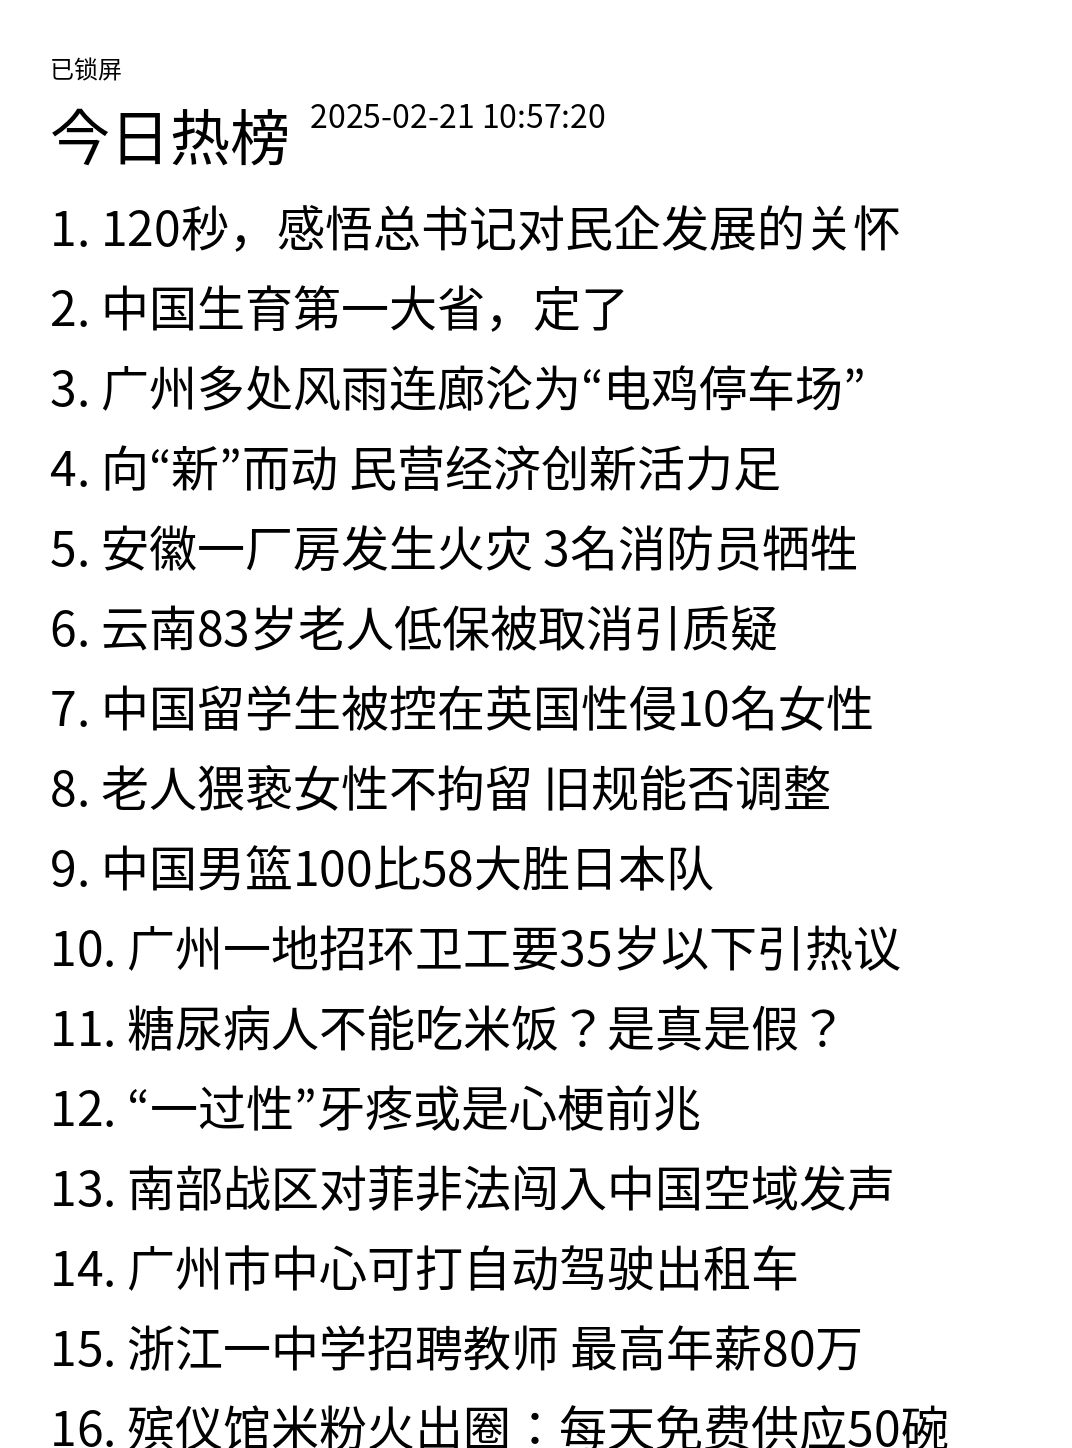 已锁屏
今日热榜 2025-02-21 10:57:20
1. 120秒，感悟总书记对民企发展的关怀
2. 中国生育第一大省，定了
3. 广州多处风雨连廊沦为“电鸡停车场”
4. 向“新”而动 民营经济创新活力足
5. 安徽一厂房发生火灾 3名消防员牺牲
6. 云南83岁老人低保被取消引质疑
7. 中国留学生被控在英国性侵10名女性
8. 老人猥亵女性不拘留 旧规能否调整
9. 中国男篮100比58大胜日本队
10. 广州一地招环卫工要35岁以下引热议
11. 糖尿病人不能吃米饭？是真是假？
12. “一过性”牙疼或是心梗前兆
13. 南部战区对菲非法闯入中国空域发声
14. 广州市中心可打自动驾驶出租车
15. 浙江一中学招聘教师 最高年薪80万
16. 殡仪馆米粉火出圈：每天免费供应50碗